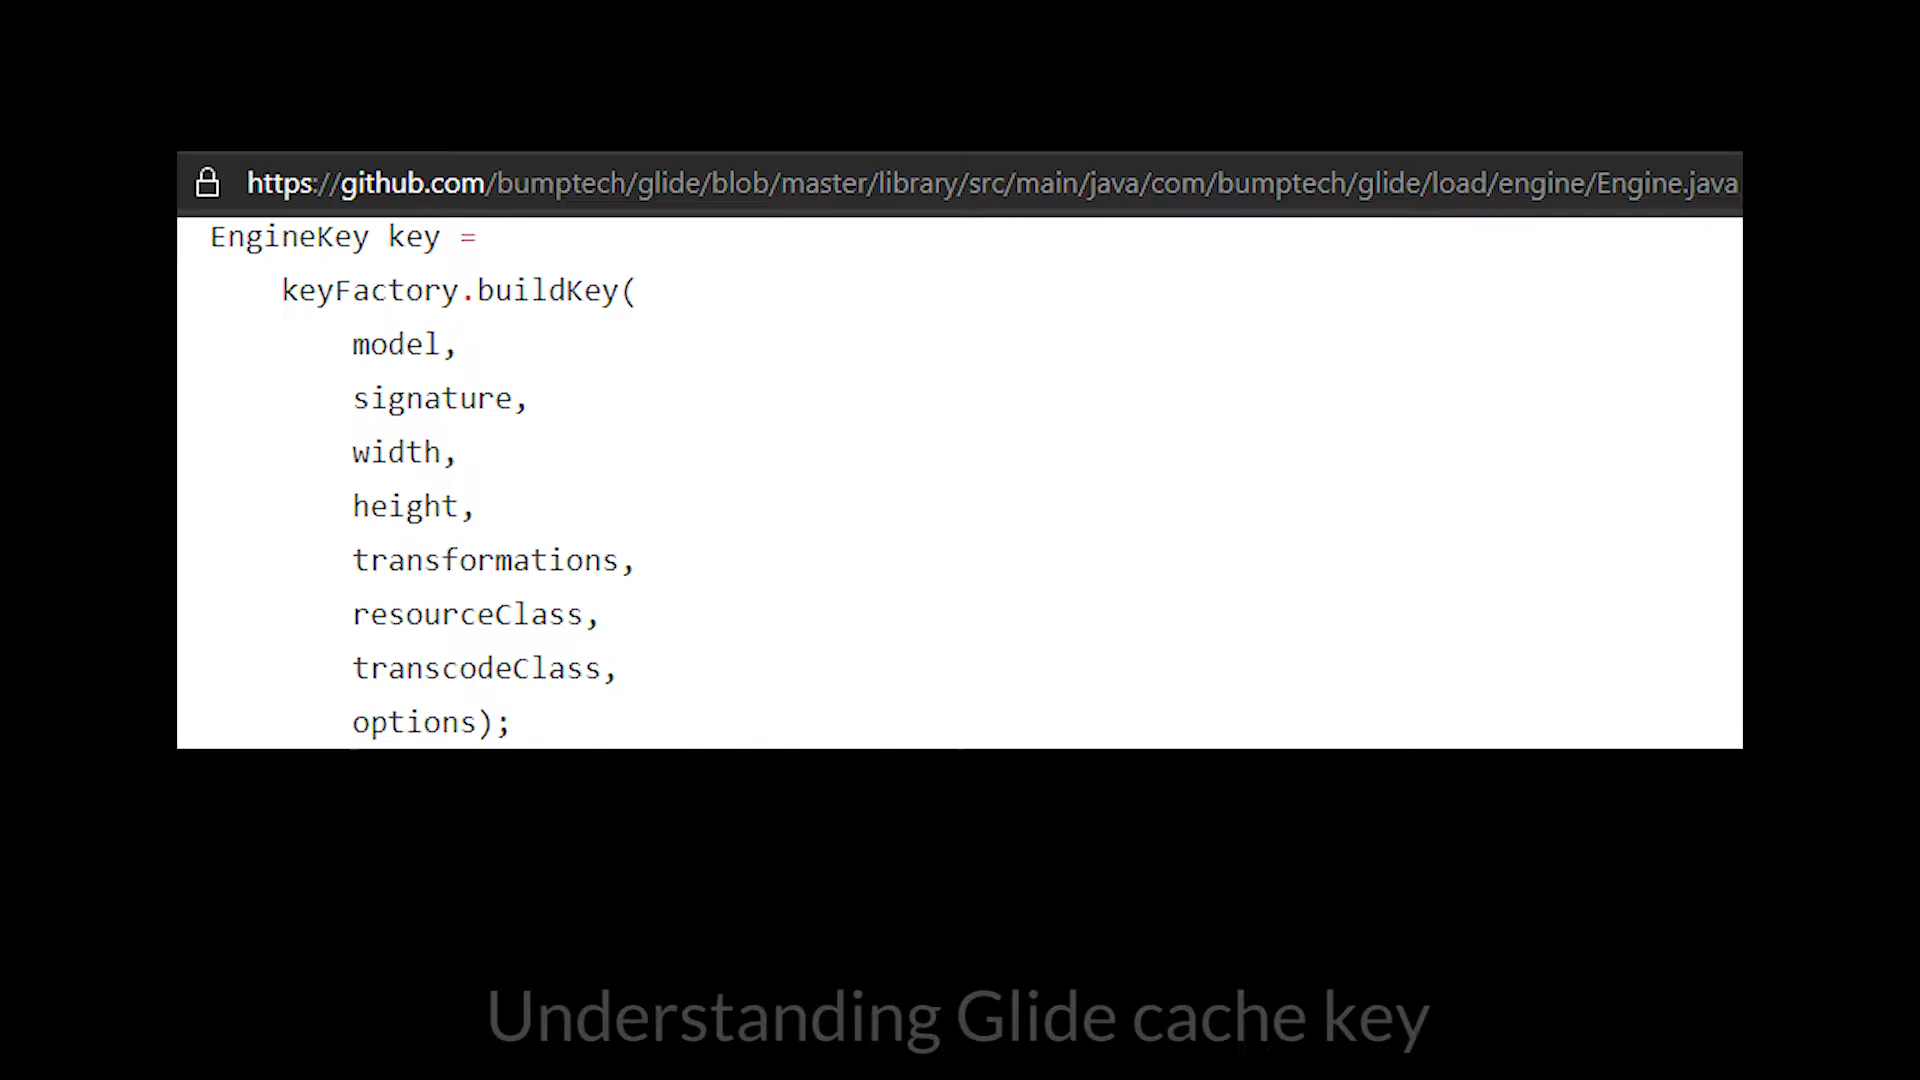 https://github.com/bumptech/glide/blob/master/library/src/main/java/com/bumptech/glide/load/engine/Engine.java
EngineKey key =
keyFactory.buildKey(
model,
signature,
width,
height,
transformations,
resourceClass,
transcodeClass,
options);
Understanding Glide cache key